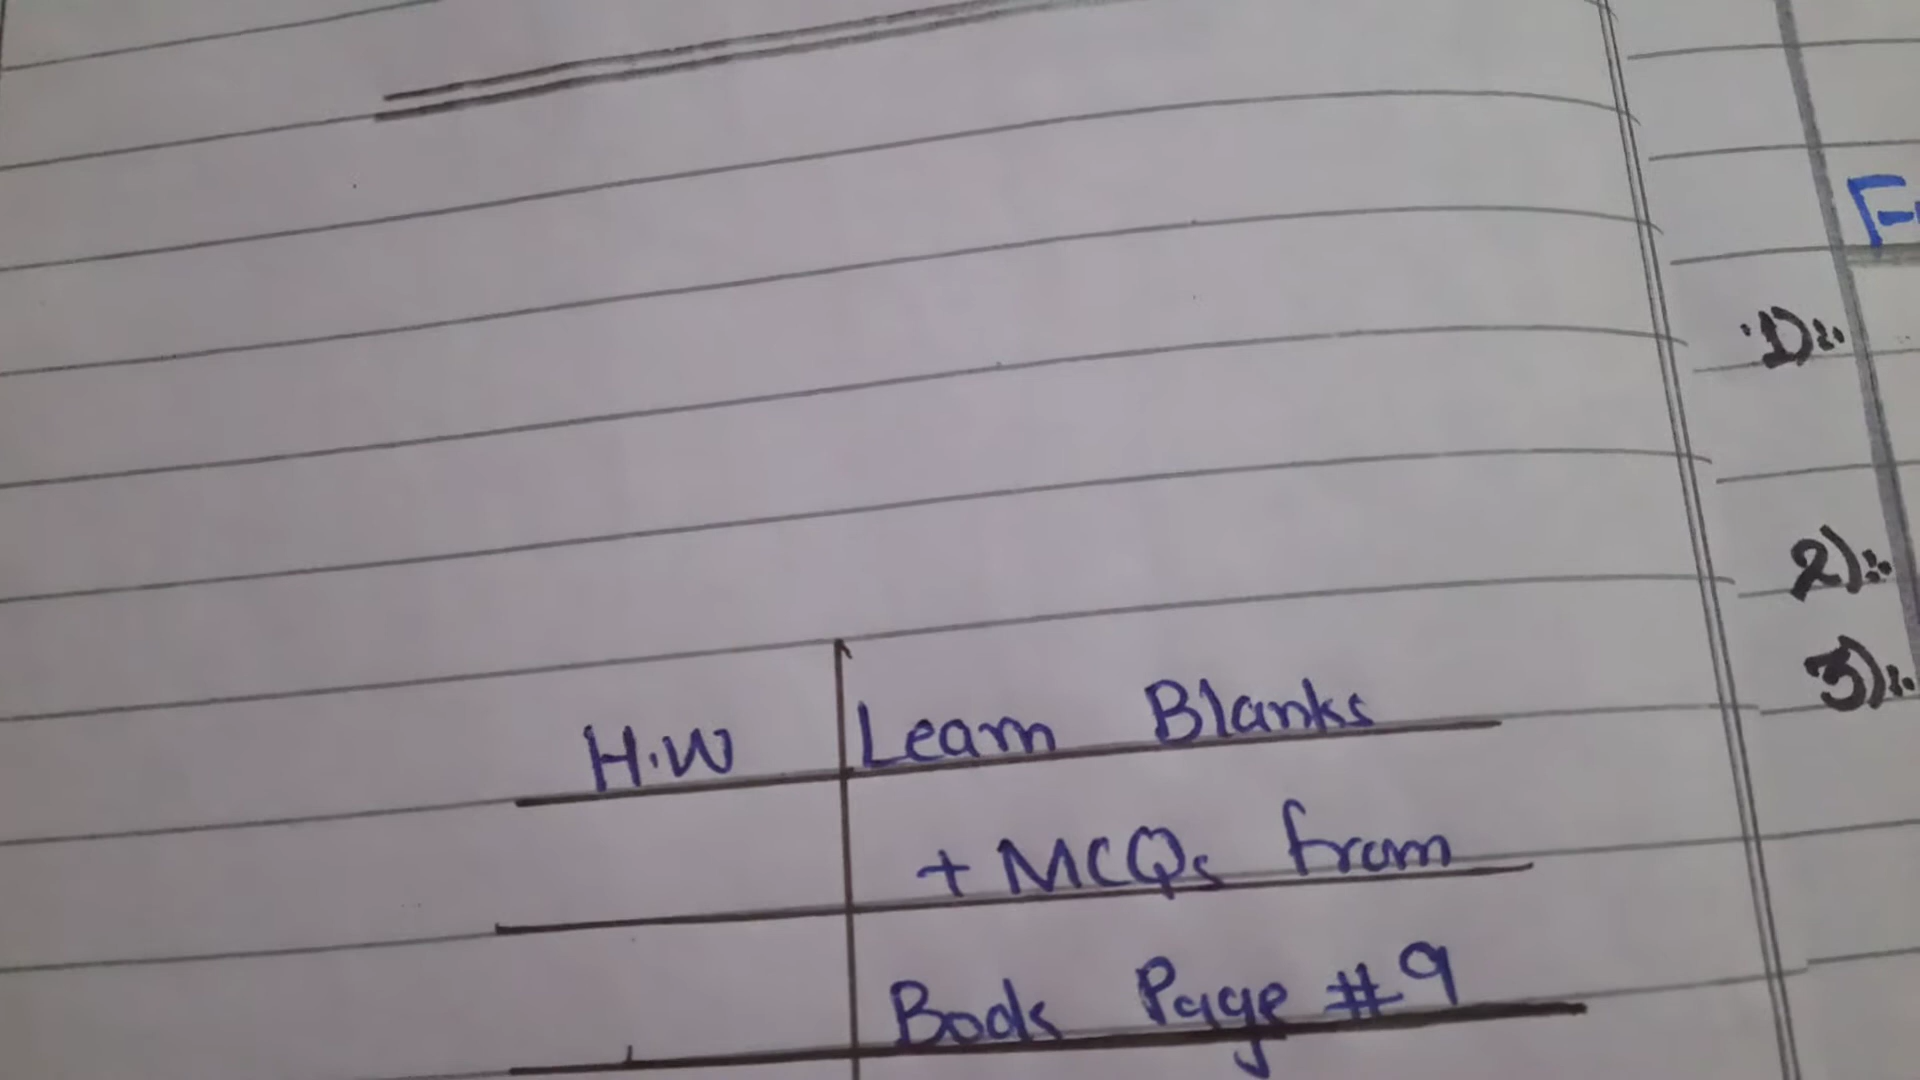 H.W Learn Blanks
+ MCQs from
Book Page #9
1):.
2):.
3):.